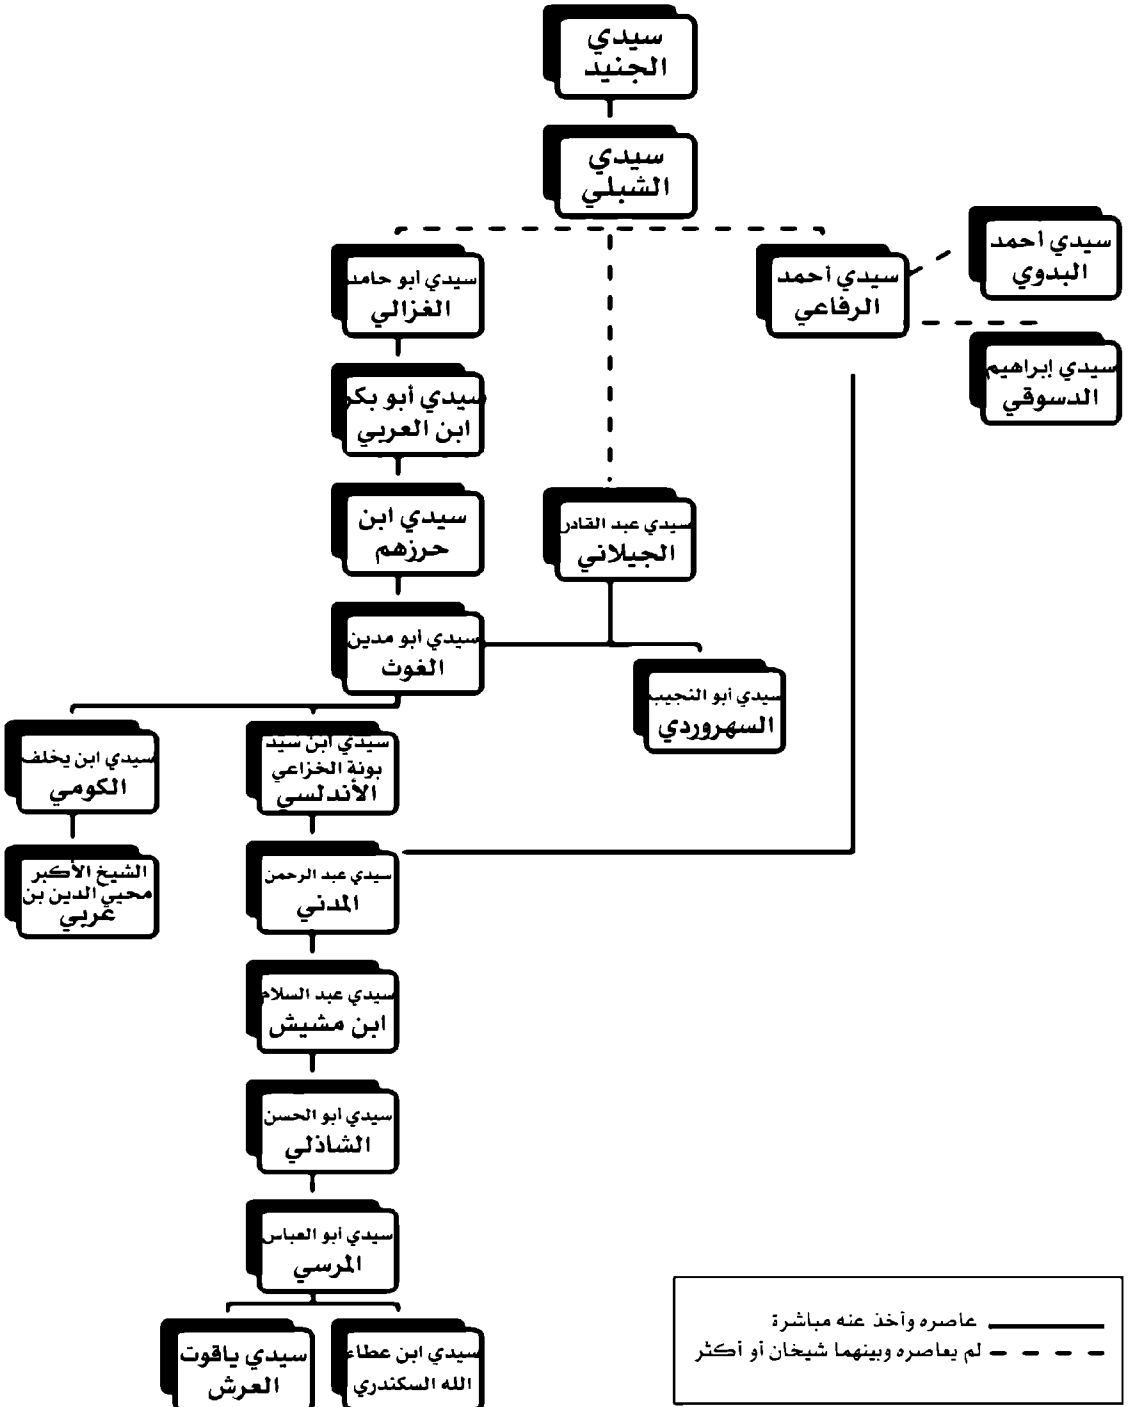 سيدي
الجنيد
سيدي
الشبلي
سيدي أحمد
البدوي
سيدي أبو حامد
الغزالي
سيدي أحمد
الرفاعي
سيدي إبراهيم
الدسوقي
سيدي أبو بكر
ابن العربي
سيدي ابن
حرزهم
سيدي عبد القادر
الجيلاني
سيدي أبو مدين
الغوث
سيدي أبو النجيب
السهروردي
سيدي ابن يخلف
الكومي
سيدي ابن سيد
بونة الخزاعي
الأندلسي
الشيخ الأكبر
محيي الدين بن
عربي
سيدي عبد الرحمن
المدني
سيدي عبد السلام
ابن مشيش
سيدي أبو الحسن
الشاذلي
سيدي أبو العباس
المرسي
سيدي ابن عطاء
الله السكندري
سيدي ياقوت
العرش
عاصره وأخذ عنه مباشرة
لم يعاصره وبينهما شيخان أو أكثر